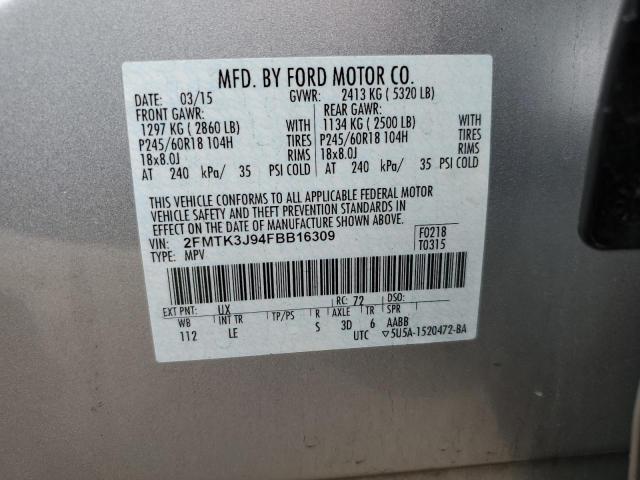 MFD. BY FORD MOTOR CO.
DATE: 03/15 GVWR: 2413 KG ( 5320 LB)
FRONT GAWR: REAR GAWR:
1297 KG ( 2860 LB) WITH 1134 KG ( 2500 LB) WITH
P245/60R18 104H TIRES P245/60R18 104H TIRES
18x8.0J RIMS 18x8.0J RIMS
AT 240 kPa/ 35 PSI COLD AT 240 kPa/ 35 PSI COLD
THIS VEHICLE CONFORMS TO ALL APPLICABLE FEDERAL MOTOR
VEHICLE SAFETY AND THEFT PREVENTION STANDARDS IN
EFFECT ON THE DATE OF MANUFACTURE SHOWN ABOVE.
VIN: 2FMTK3J94FBB16309 F0218
TYPE: MPV T0315
EXT PNT: UX RC: 72 DSO:
WB INT TR TP/PS R AXLE TR SPR
112 LE S 3D 6 AABB
UTC ▽5U5A-1520472-BA